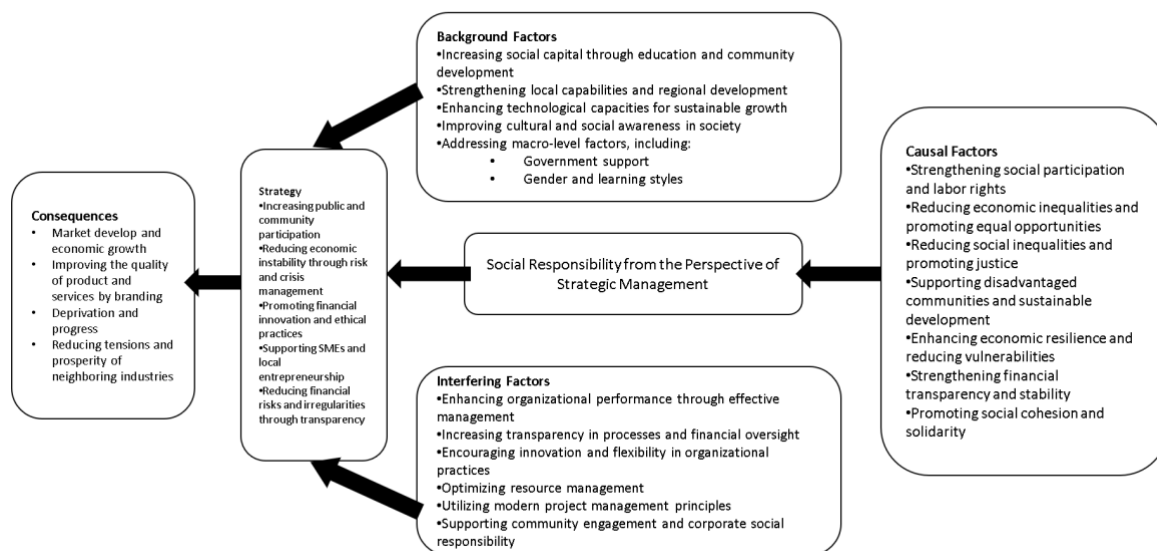 Background Factors
•Increasing social capital through education and community
development
•Strengthening local capabilities and regional development
•Enhancing technological capacities for sustainable growth
•Improving cultural and social awareness in society
•Addressing macro-level factors, including:
• Government support
• Gender and learning styles
Causal Factors
•Strengthening social participation
and labor rights
•Reducing economic inequalities and
promoting equal opportunities
•Reducing social inequalities and
promoting justice
•Supporting disadvantaged
communities and sustainable
development
•Enhancing economic resilience and
reducing vulnerabilities
•Strengthening financial
transparency and stability
•Promoting social cohesion and
solidarity
Social Responsibility from the Perspective of
Strategic Management
Strategy
•Increasing public and
community
participation
•Reducing economic
instability through risk
and crisis
management
•Promoting financial
innovation and ethical
practices
•Supporting SMEs and
local
entrepreneurship
•Reducing financial
risks and irregularities
through transparency
Consequences
• Market develop and
economic growth
• Improving the quality
of product and
services by branding
• Deprivation and
progress
• Reducing tensions and
prosperity of
neighboring industries
Interfering Factors
•Enhancing organizational performance through effective
management
•Increasing transparency in processes and financial oversight
•Encouraging innovation and flexibility in organizational
practices
•Optimizing resource management
•Utilizing modern project management principles
•Supporting community engagement and corporate social
responsibility